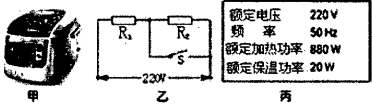 R₁ R₂
S
220V
额定电压 220V
频 率 50Hz
额定加热功率 880W
额定保温功率 20W
甲 乙 丙